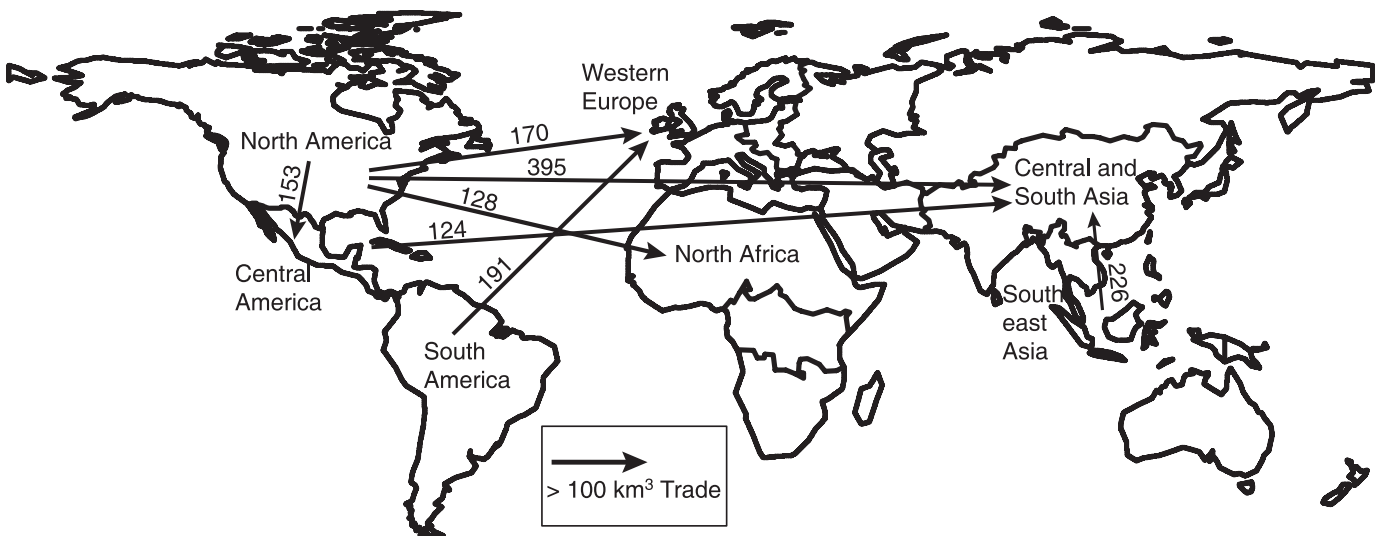 Western
Europe
North America
170
395
153
128
124
Central and
South Asia
North Africa
Central
America
191
226
South
east
Asia
South
America
> 100 km³ Trade